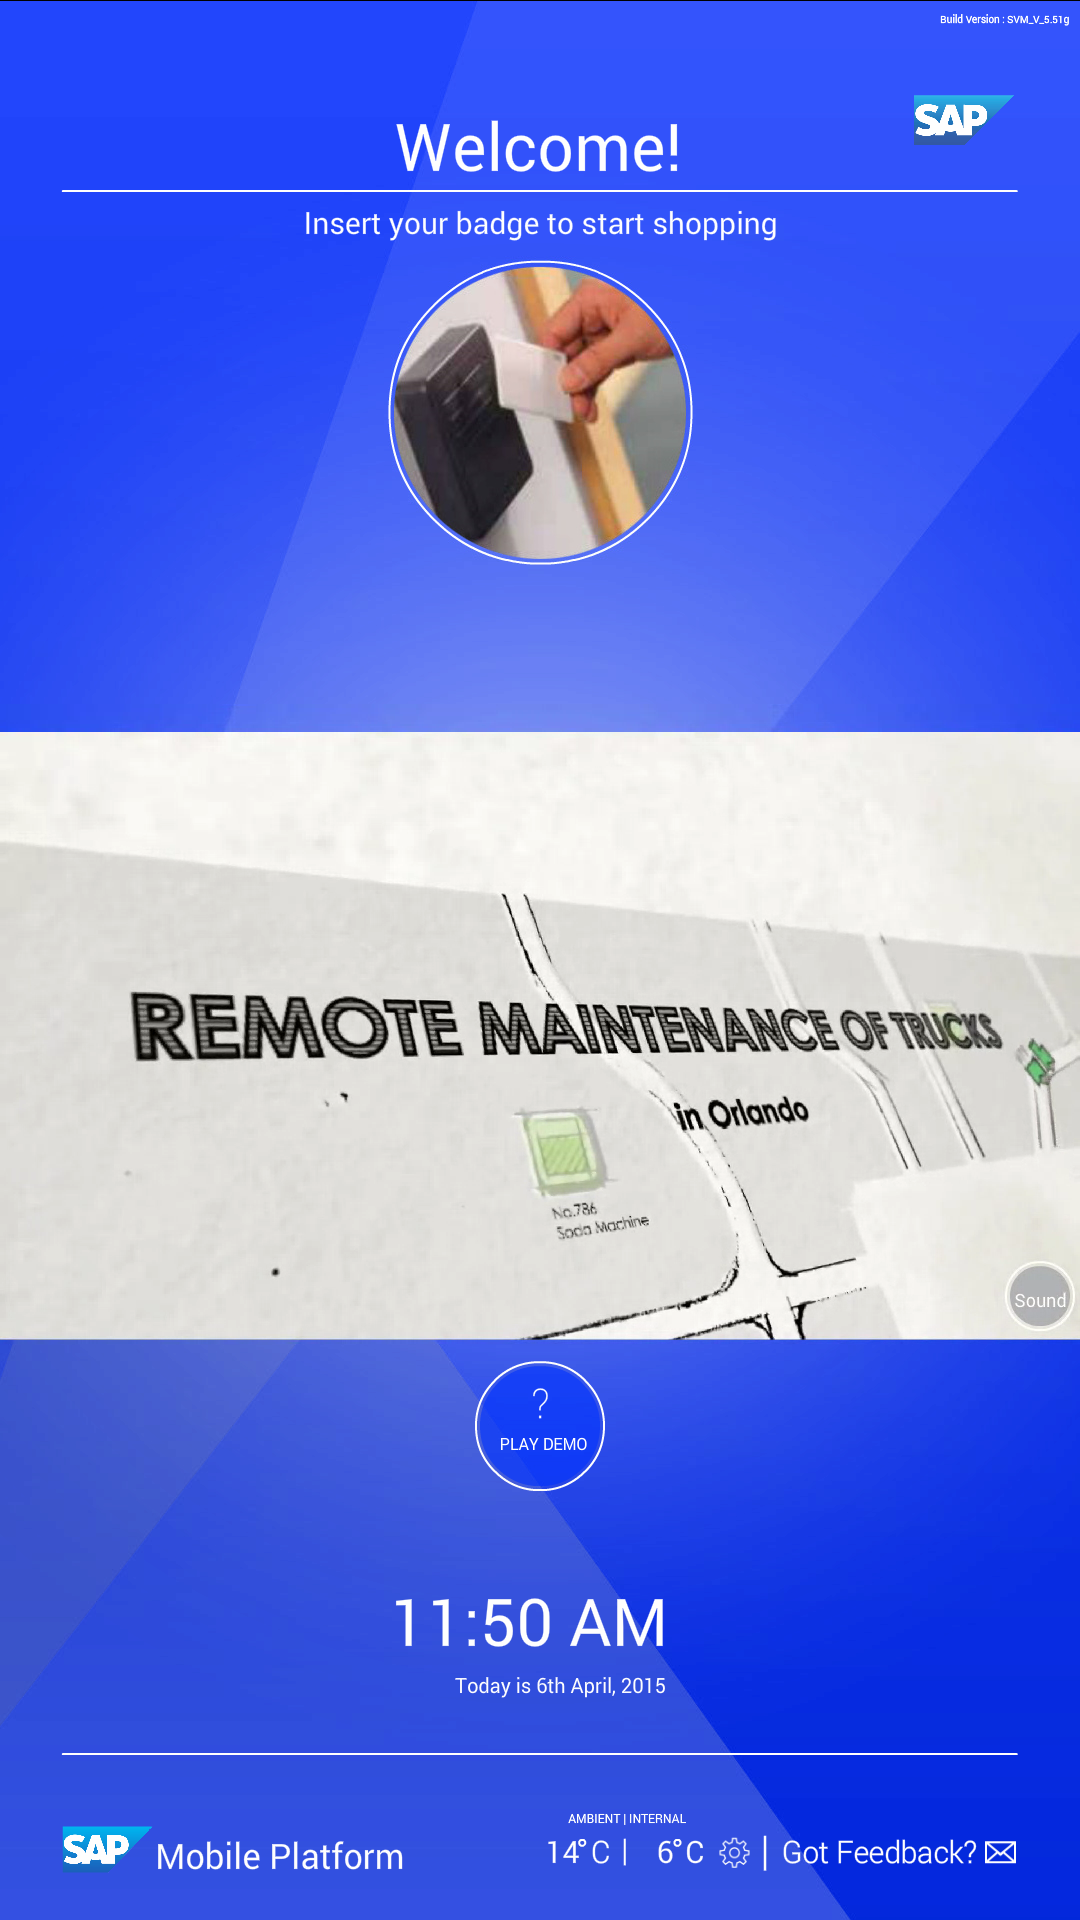 Build Version : SVM_V_5.51g
SAP
Welcome!
Insert your badge to start shopping
REMOTE MAINTENANCE OF TRUCKS
in Orlando
No.786
Soda Machine
Sound
?
PLAY DEMO
11:50 AM
Today is 6th April, 2015
AMBIENT | INTERNAL
SAP Mobile Platform
14°C | 6°C | Got Feedback?